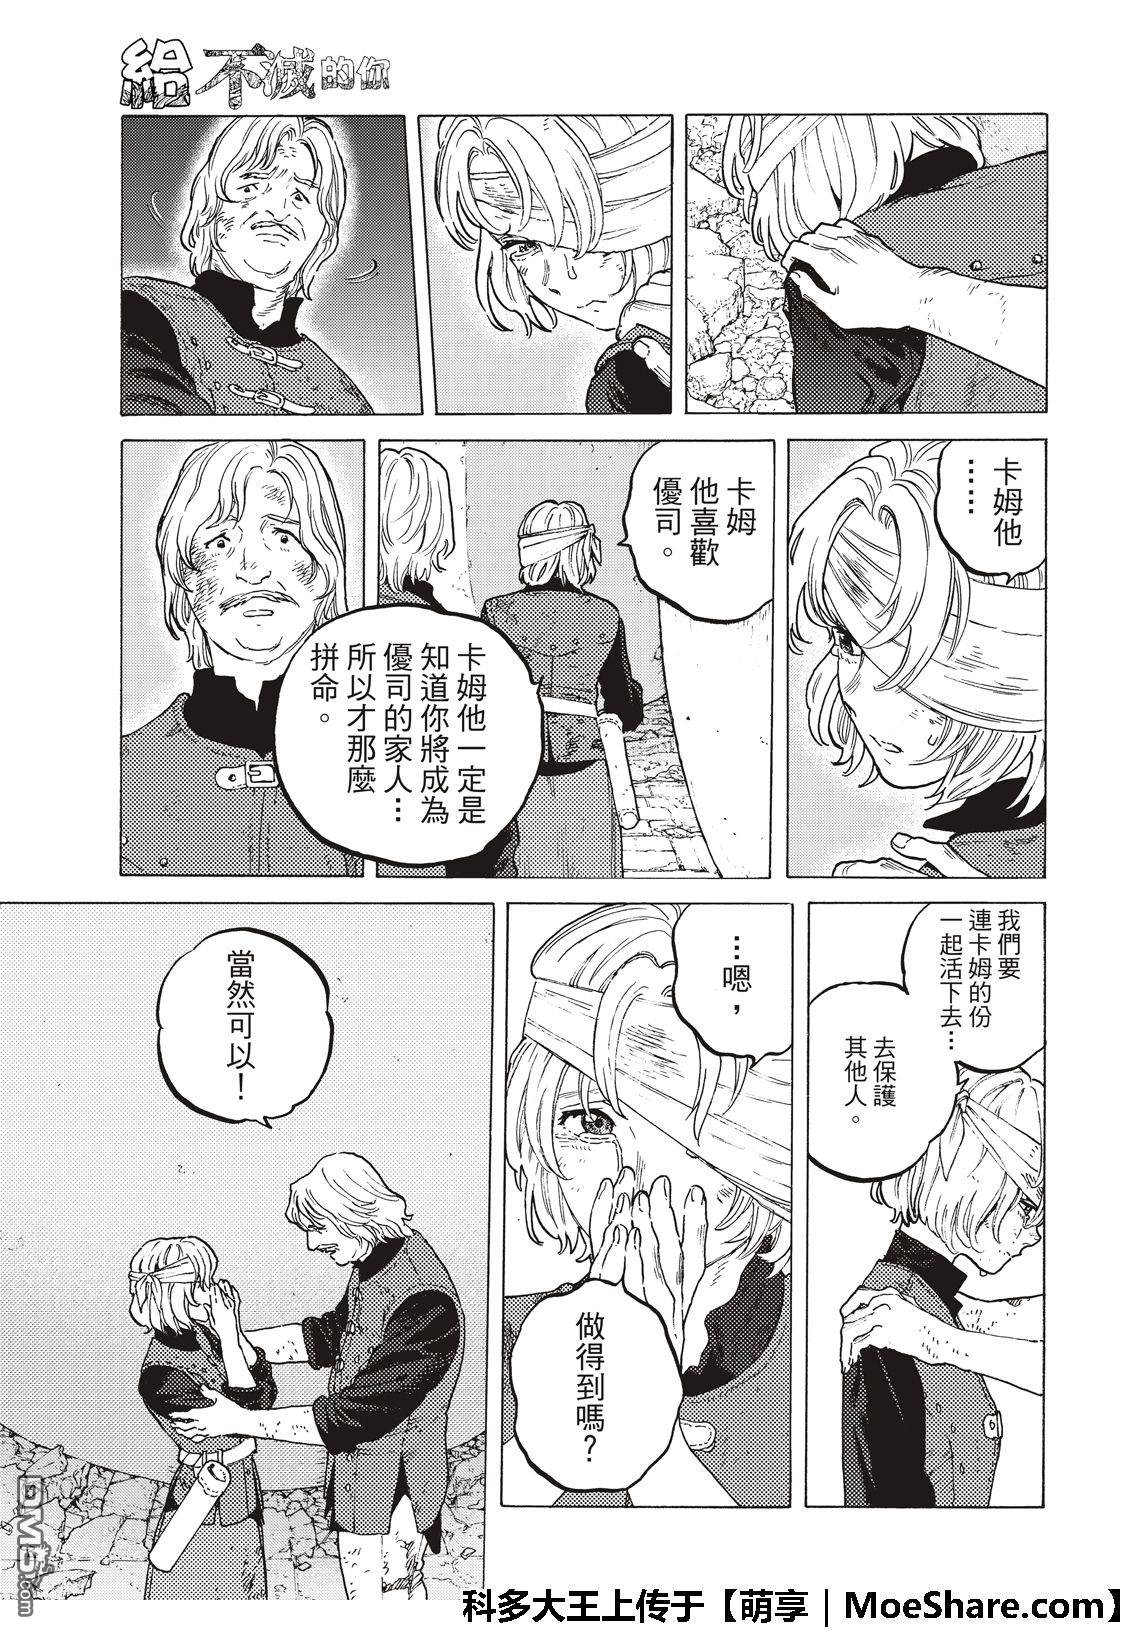 給不滅的你
卡姆他
……
卡姆
他喜歡
優司。
卡姆他一定是
知道你將成為
優司的家人…
所以才那麼
拼命。
我們要
連卡姆的份
一起活下去…
去保護
其他人。
…嗯，
做得到嗎？
當然可以！
DM5.com
科多大王上传于【萌享｜MoeShare.com】